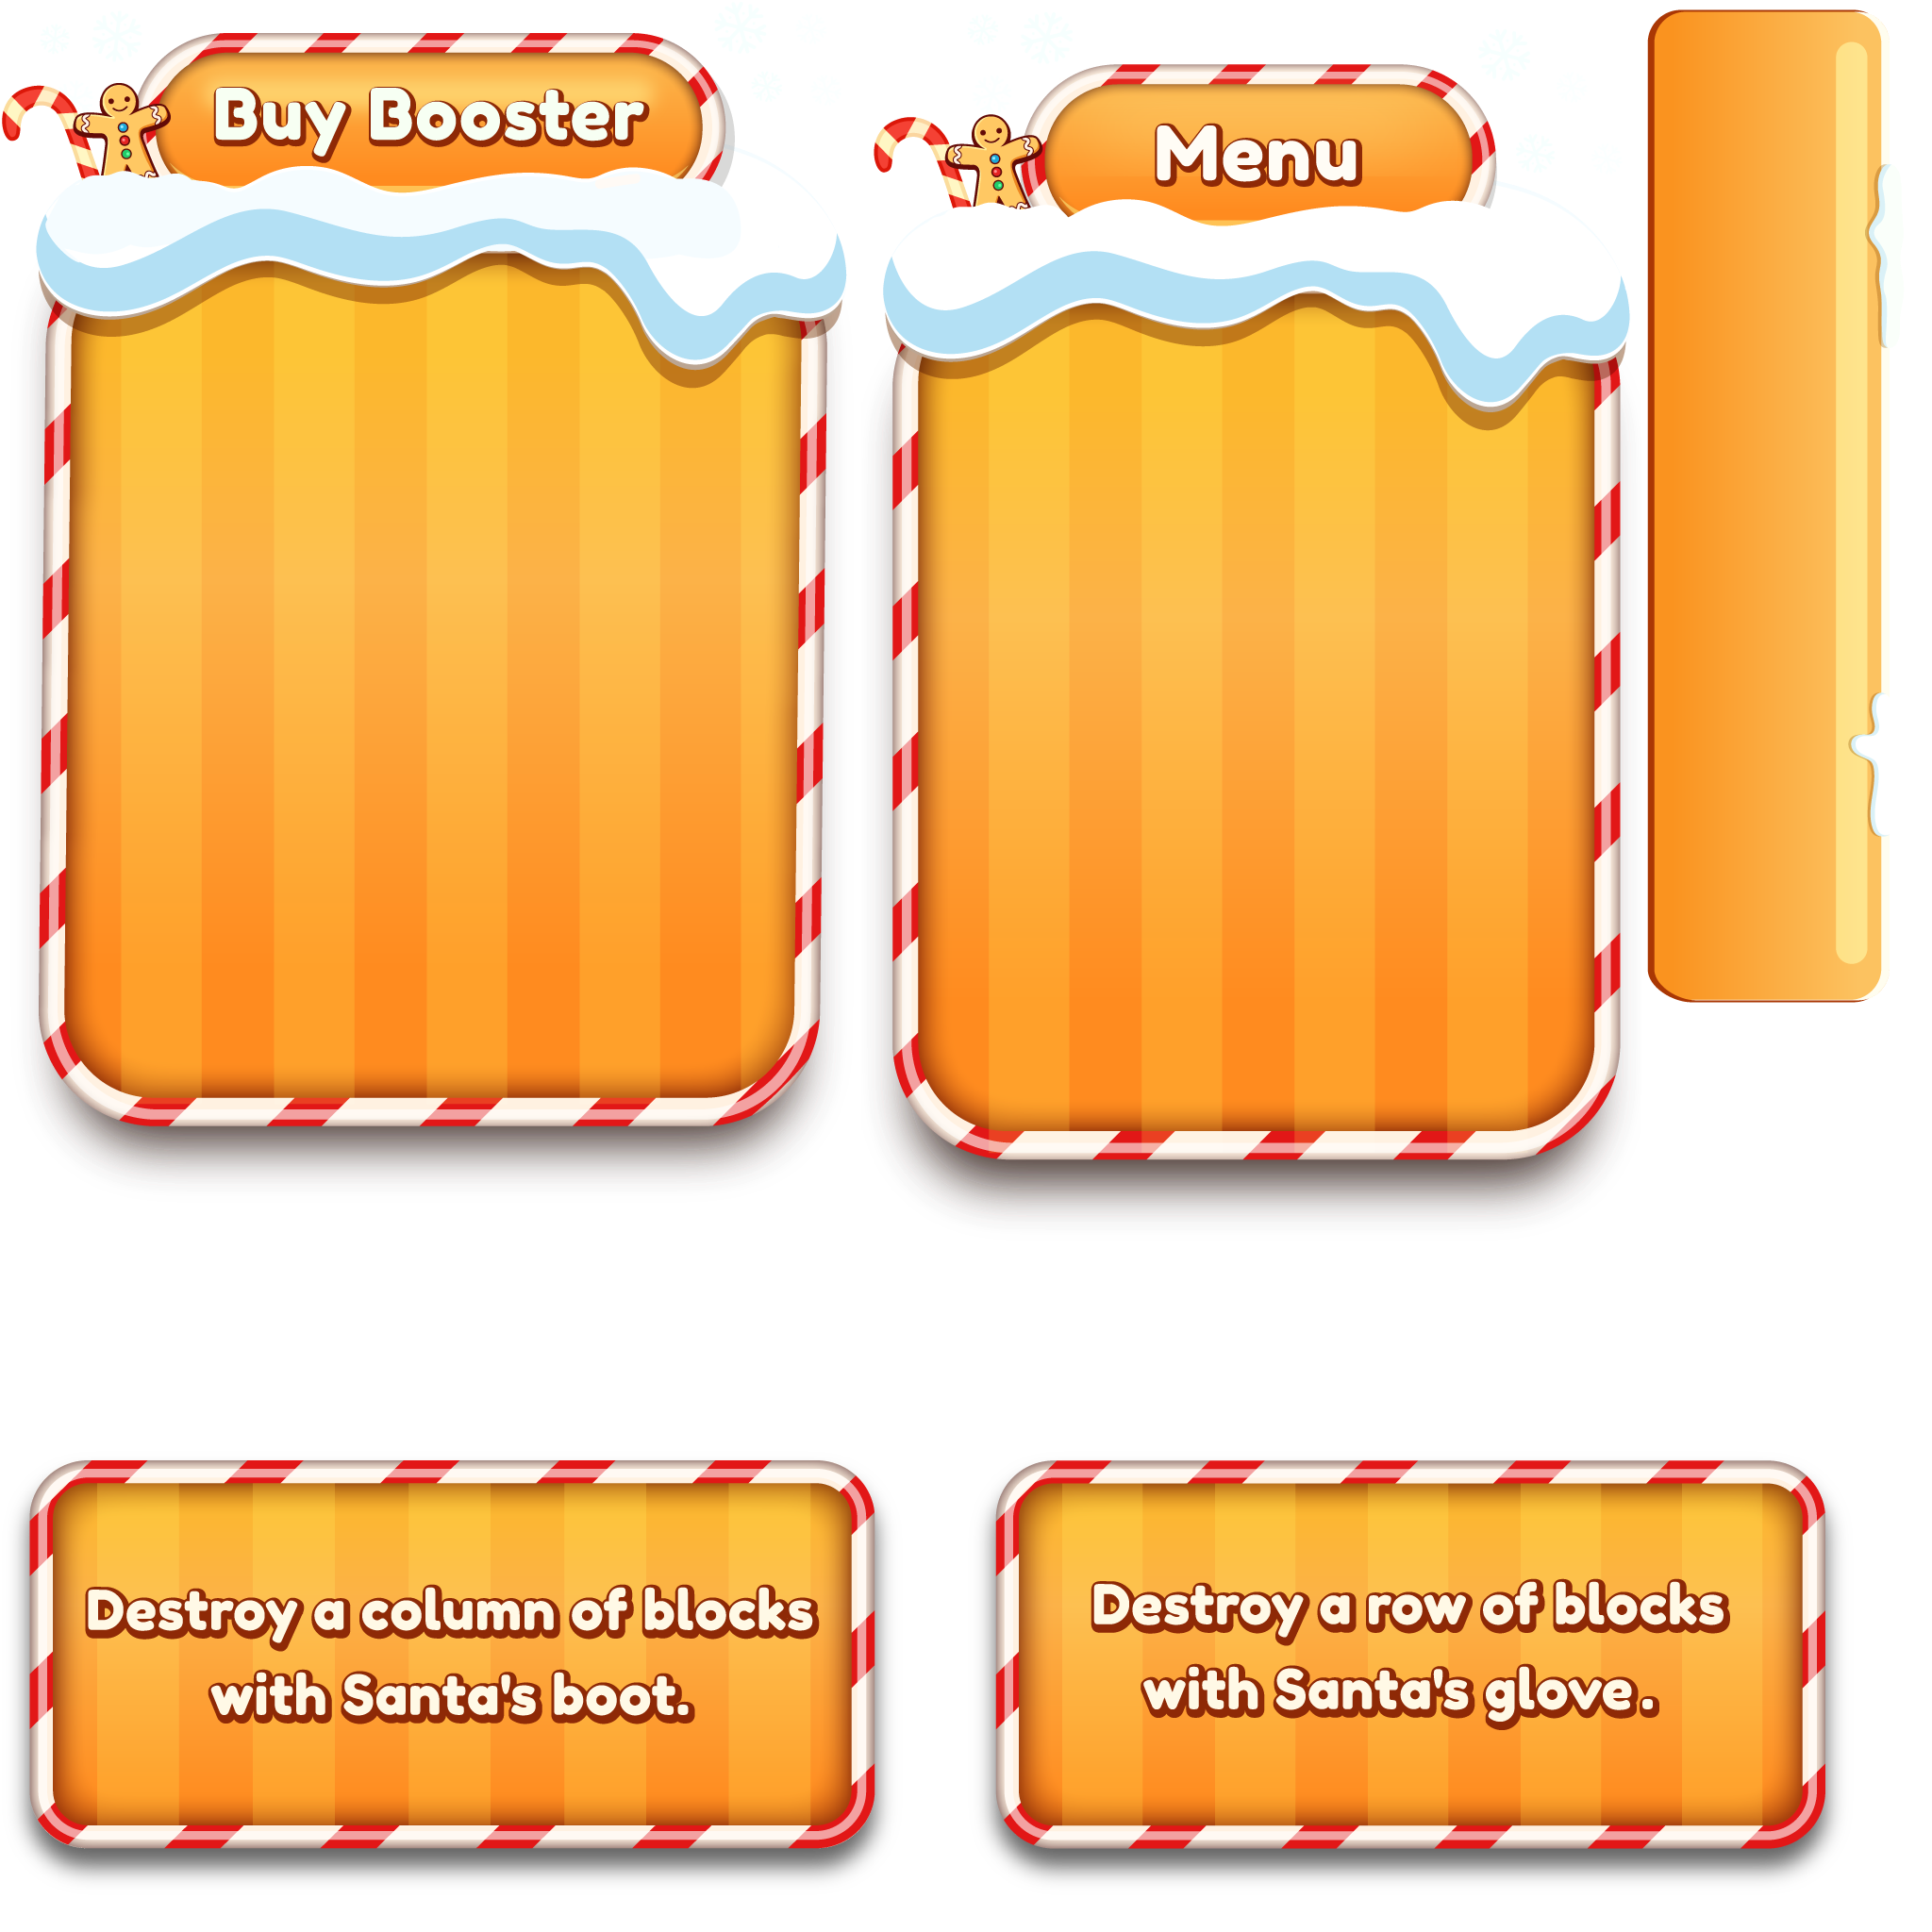 Buy Booster
Menu
Destroy a column of blocks
with Santa's boot.
Destroy a row of blocks
with Santa's glove.